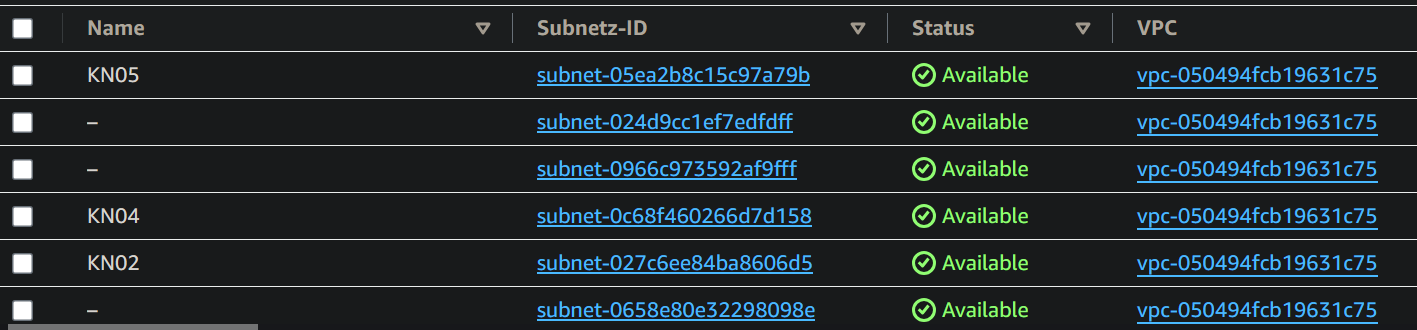 Name Subnetz-ID Status VPC
KN05 subnet-05ea2b8c15c97a79b Available vpc-050494fcb19631c75
– subnet-024d9cc1ef7edfdff Available vpc-050494fcb19631c75
– subnet-0966c973592af9fff Available vpc-050494fcb19631c75
KN04 subnet-0c68f460266d7d158 Available vpc-050494fcb19631c75
KN02 subnet-027c6ee84ba8606d5 Available vpc-050494fcb19631c75
– subnet-0658e80e32298098e Available vpc-050494fcb19631c75